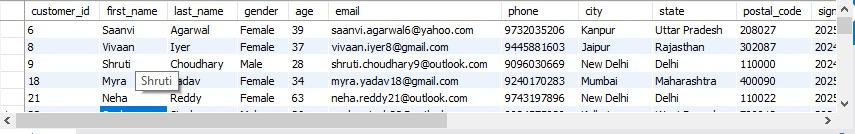 customer_id first_name last_name gender age email phone city state postal_code sign
6 Saanvi Agarwal Female 39 saanvi.agarwal6@yahoo.com 9732035206 Kanpur Uttar Pradesh 208027 2025
8 Vivaan Iyer Female 37 vivaan.iyer8@gmail.com 9445881603 Jaipur Rajasthan 302087 2024
9 Shruti Choudhary Male 28 shruti.choudhary9@outlook.com 9096030669 New Delhi Delhi 110000 2024
18 Myra Shruti adav Female 34 myra.yadav18@gmail.com 9240170283 Mumbai Maharashtra 400090 2025
21 Neha Reddy Female 63 neha.reddy21@outlook.com 9743197896 New Delhi Delhi 110022 2024